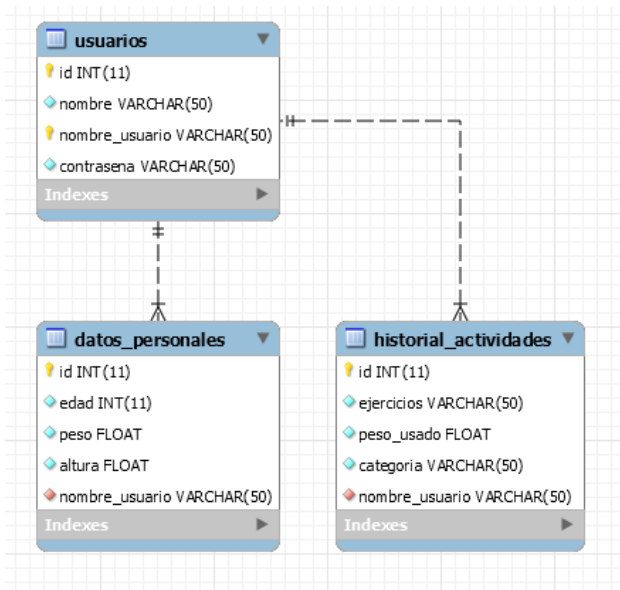 usuarios
id INT(11)
nombre VARCHAR(50)
nombre_usuario VARCHAR(50)
contrasena VARCHAR(50)
Indexes
datos_personales
id INT(11)
edad INT(11)
peso FLOAT
altura FLOAT
nombre_usuario VARCHAR(50)
Indexes
historial_actividades
id INT(11)
ejercicios VARCHAR(50)
peso_usado FLOAT
categoria VARCHAR(50)
nombre_usuario VARCHAR(50)
Indexes